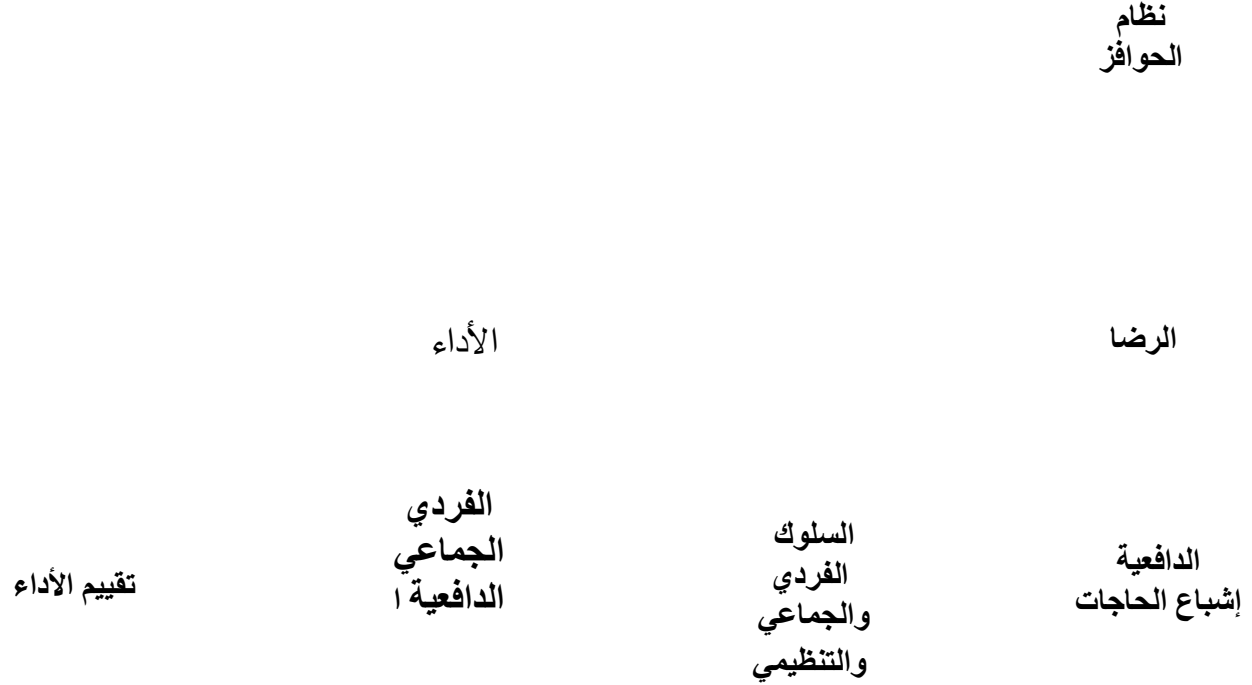 نظام
الحوافز
الرضا
الأداء
الدافعية
إشباع الحاجات
السلوك
الفردي
والجماعي
والتنظيمي
الفردي
الجماعي
الدافعية ا
تقييم الأداء